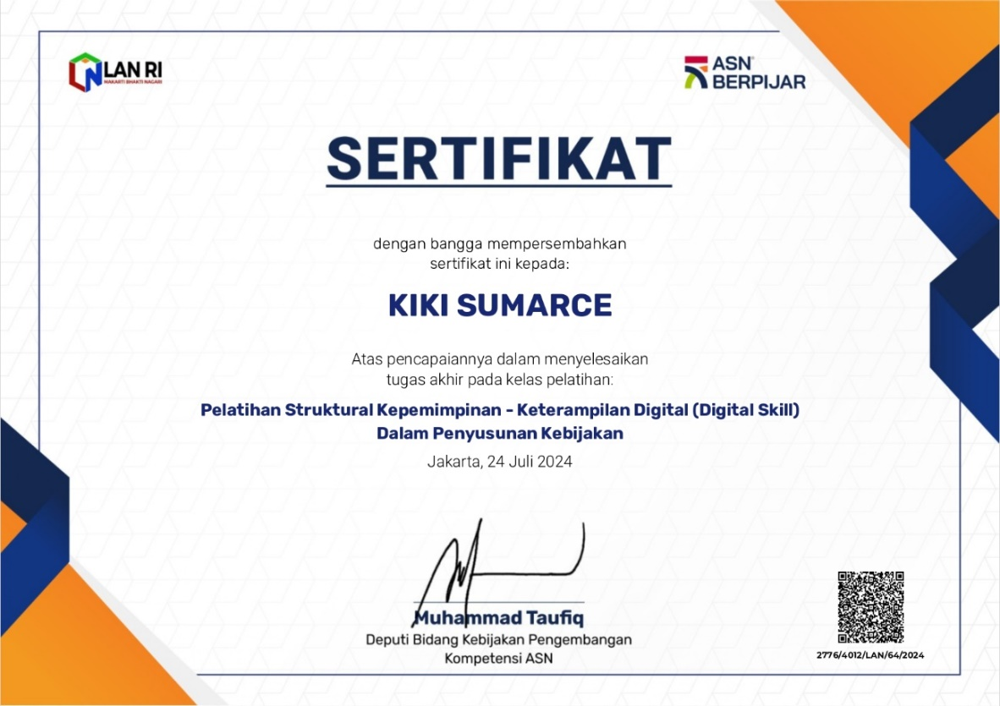 LAN RI
MAKARTI BHAKTI NAGARI
ASN
BERPIJAR
SERTIFIKAT
dengan bangga mempersembahkan
sertifikat ini kepada:
KIKI SUMARCE
Atas pencapaiannya dalam menyelesaikan
tugas akhir pada kelas pelatihan:
Pelatihan Struktural Kepemimpinan - Keterampilan Digital (Digital Skill)
Dalam Penyusunan Kebijakan
Jakarta, 24 Juli 2024
Muhammad Taufiq
Deputi Bidang Kebijakan Pengembangan
Kompetensi ASN
2776/4012/LAN/64/2024